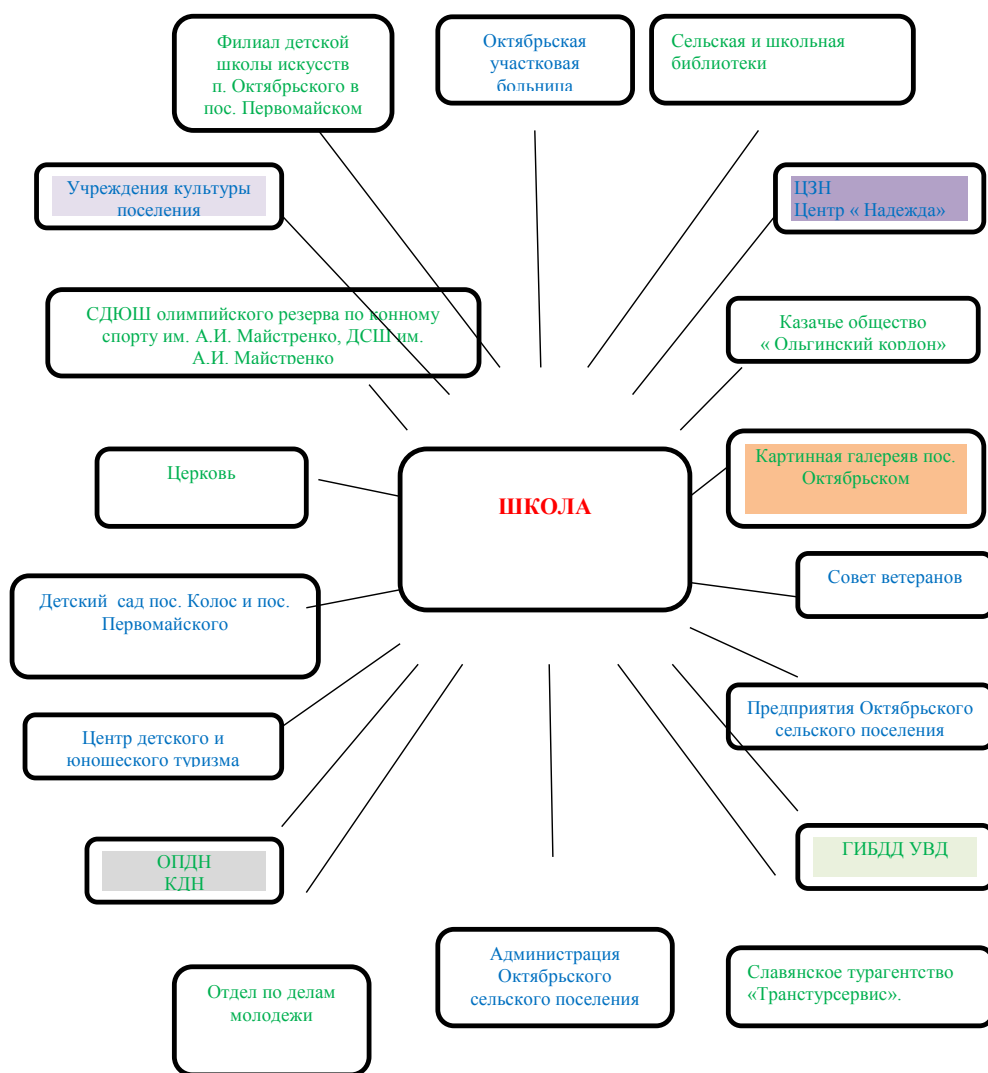 Филиал детской
школы искусств
п. Октябрьского в
пос. Первомайском
Октябрьская
участковая
больница
Сельская и школьная
библиотеки
Учреждения культуры
поселения
ЦЗН
Центр « Надежда»
СДЮШ олимпийского резерва по конному
спорту им. А.И. Майстренко, ДСШ им.
А.И. Майстренко
Казачье общество
« Ольгинский кордон»
Церковь
ШКОЛА
Картинная галереяв пос.
Октябрьском
Детский сад пос. Колос и пос.
Первомайского
Совет ветеранов
Центр детского и
юношеского туризма
Предприятия Октябрьского
сельского поселения
ОПДН
КДН
ГИБДД УВД
Отдел по делам
молодежи
Администрация
Октябрьского
сельского поселения
Славянское турагентство
«Транстурсервис».